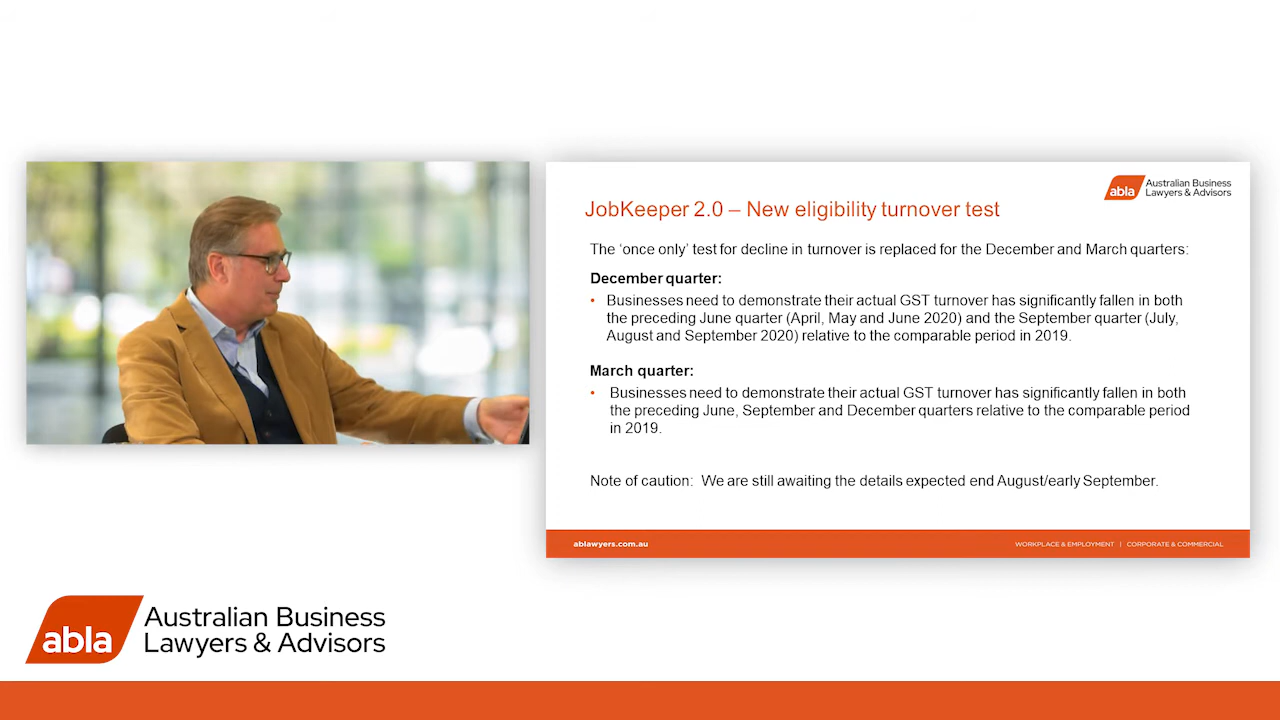 abla
Australian Business
Lawyers & Advisors
JobKeeper 2.0 – New eligibility turnover test
The ‘once only’ test for decline in turnover is replaced for the December and March quarters:
December quarter:
• Businesses need to demonstrate their actual GST turnover has significantly fallen in both
the preceding June quarter (April, May and June 2020) and the September quarter (July,
August and September 2020) relative to the comparable period in 2019.
March quarter:
• Businesses need to demonstrate their actual GST turnover has significantly fallen in both
the preceding June, September and December quarters relative to the comparable period
in 2019.
Note of caution:  We are still awaiting the details expected end August/early September.
ablawyers.com.au
WORKPLACE & EMPLOYMENT | CORPORATE & COMMERCIAL
abla
Australian Business
Lawyers & Advisors